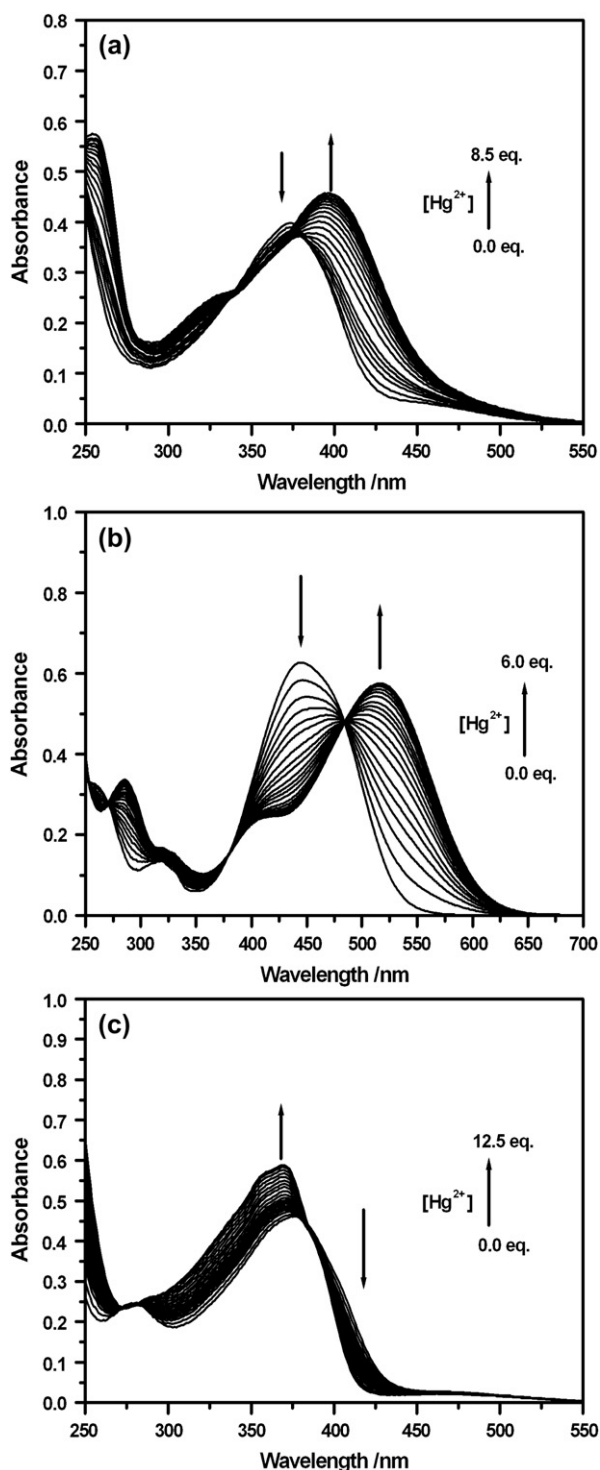 (a)
0.8
0.7
0.6
0.5
0.4
0.3
0.2
0.1
0.0
Absorbance
8.5 eq.
[Hg2+]
0.0 eq.
250 300 350 400 450 500 550
Wavelength /nm
(b)
1.0
0.8
0.6
0.4
0.2
0.0
Absorbance
6.0 eq.
[Hg2+]
0.0 eq.
250 300 350 400 450 500 550 600 650 700
Wavelength /nm
(c)
1.0
0.9
0.8
0.7
0.6
0.5
0.4
0.3
0.2
0.1
0.0
Absorbance
12.5 eq.
[Hg2+]
0.0 eq.
250 300 350 400 450 500 550
Wavelength /nm